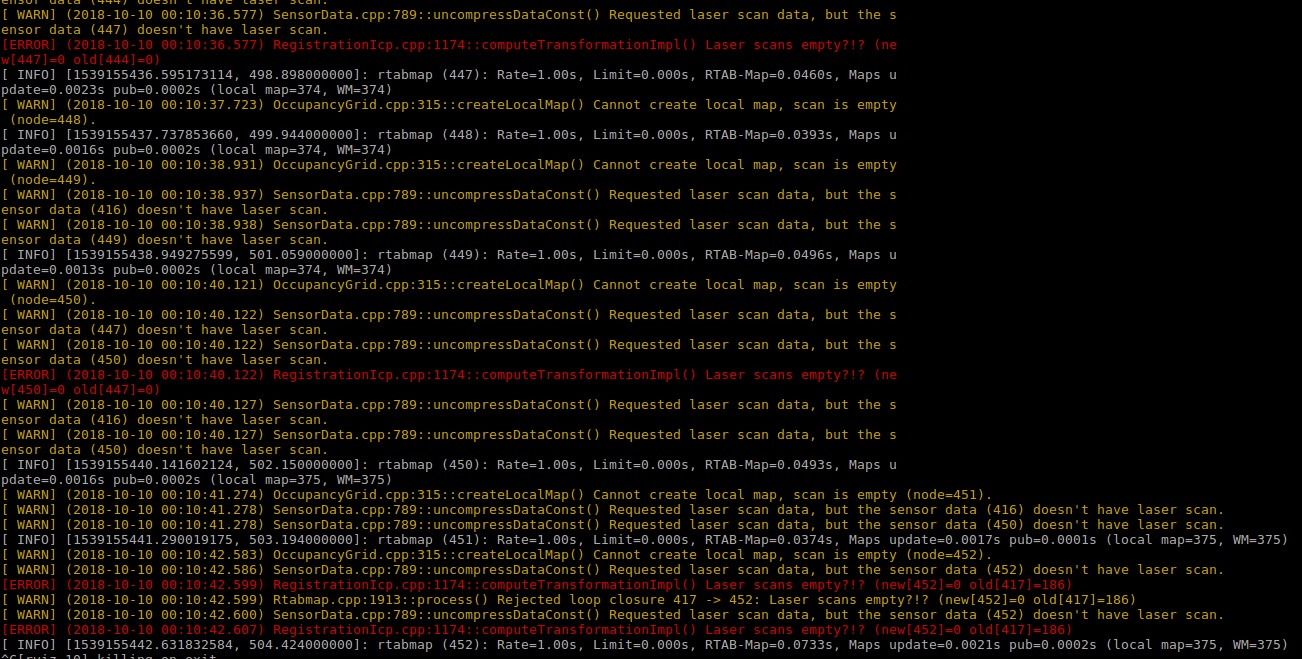 ensor data (444) doesn't have laser scan.
[ WARN] (2018-10-10 00:10:36.577) SensorData.cpp:789::uncompressDataConst() Requested laser scan data, but the s
ensor data (447) doesn't have laser scan.
[ERROR] (2018-10-10 00:10:36.577) RegistrationIcp.cpp:1174::computeTransformationImpl() Laser scans empty?!? (ne
w[447]=0 old[444]=0)
[ INFO] [1539155436.595173114, 498.898000000]: rtabmap (447): Rate=1.00s, Limit=0.000s, RTAB-Map=0.0460s, Maps u
pdate=0.0023s pub=0.0002s (local map=374, WM=374)
[ WARN] (2018-10-10 00:10:37.723) OccupancyGrid.cpp:315::createLocalMap() Cannot create local map, scan is empty
 (node=448).
[ INFO] [1539155437.737853660, 499.944000000]: rtabmap (448): Rate=1.00s, Limit=0.000s, RTAB-Map=0.0393s, Maps u
pdate=0.0016s pub=0.0002s (local map=374, WM=374)
[ WARN] (2018-10-10 00:10:38.931) OccupancyGrid.cpp:315::createLocalMap() Cannot create local map, scan is empty
 (node=449).
[ WARN] (2018-10-10 00:10:38.937) SensorData.cpp:789::uncompressDataConst() Requested laser scan data, but the s
ensor data (416) doesn't have laser scan.
[ WARN] (2018-10-10 00:10:38.938) SensorData.cpp:789::uncompressDataConst() Requested laser scan data, but the s
ensor data (449) doesn't have laser scan.
[ INFO] [1539155438.949275599, 501.059000000]: rtabmap (449): Rate=1.00s, Limit=0.000s, RTAB-Map=0.0496s, Maps u
pdate=0.0013s pub=0.0002s (local map=374, WM=374)
[ WARN] (2018-10-10 00:10:40.121) OccupancyGrid.cpp:315::createLocalMap() Cannot create local map, scan is empty
 (node=450).
[ WARN] (2018-10-10 00:10:40.122) SensorData.cpp:789::uncompressDataConst() Requested laser scan data, but the s
ensor data (447) doesn't have laser scan.
[ WARN] (2018-10-10 00:10:40.122) SensorData.cpp:789::uncompressDataConst() Requested laser scan data, but the s
ensor data (450) doesn't have laser scan.
[ERROR] (2018-10-10 00:10:40.122) RegistrationIcp.cpp:1174::computeTransformationImpl() Laser scans empty?!? (ne
w[450]=0 old[447]=0)
[ WARN] (2018-10-10 00:10:40.127) SensorData.cpp:789::uncompressDataConst() Requested laser scan data, but the s
ensor data (416) doesn't have laser scan.
[ WARN] (2018-10-10 00:10:40.127) SensorData.cpp:789::uncompressDataConst() Requested laser scan data, but the s
ensor data (450) doesn't have laser scan.
[ INFO] [1539155440.141602124, 502.150000000]: rtabmap (450): Rate=1.00s, Limit=0.000s, RTAB-Map=0.0493s, Maps u
pdate=0.0016s pub=0.0002s (local map=375, WM=375)
[ WARN] (2018-10-10 00:10:41.274) OccupancyGrid.cpp:315::createLocalMap() Cannot create local map, scan is empty (node=451).
[ WARN] (2018-10-10 00:10:41.278) SensorData.cpp:789::uncompressDataConst() Requested laser scan data, but the sensor data (416) doesn't have laser scan.
[ WARN] (2018-10-10 00:10:41.278) SensorData.cpp:789::uncompressDataConst() Requested laser scan data, but the sensor data (450) doesn't have laser scan.
[ INFO] [1539155441.290019175, 503.194000000]: rtabmap (451): Rate=1.00s, Limit=0.000s, RTAB-Map=0.0374s, Maps update=0.0017s pub=0.0001s (local map=375, WM=375)
[ WARN] (2018-10-10 00:10:42.583) OccupancyGrid.cpp:315::createLocalMap() Cannot create local map, scan is empty (node=452).
[ WARN] (2018-10-10 00:10:42.586) SensorData.cpp:789::uncompressDataConst() Requested laser scan data, but the sensor data (452) doesn't have laser scan.
[ERROR] (2018-10-10 00:10:42.599) RegistrationIcp.cpp:1174::computeTransformationImpl() Laser scans empty?!? (new[452]=0 old[417]=186)
[ WARN] (2018-10-10 00:10:42.599) Rtabmap.cpp:1913::process() Rejected loop closure 417 -> 452: Laser scans empty?!? (new[452]=0 old[417]=186)
[ WARN] (2018-10-10 00:10:42.600) SensorData.cpp:789::uncompressDataConst() Requested laser scan data, but the sensor data (452) doesn't have laser scan.
[ERROR] (2018-10-10 00:10:42.607) RegistrationIcp.cpp:1174::computeTransformationImpl() Laser scans empty?!? (new[452]=0 old[417]=186)
[ INFO] [1539155442.631832584, 504.424000000]: rtabmap (452): Rate=1.00s, Limit=0.000s, RTAB-Map=0.0733s, Maps update=0.0021s pub=0.0002s (local map=375, WM=375)
^C[rviz-10] killing on exit